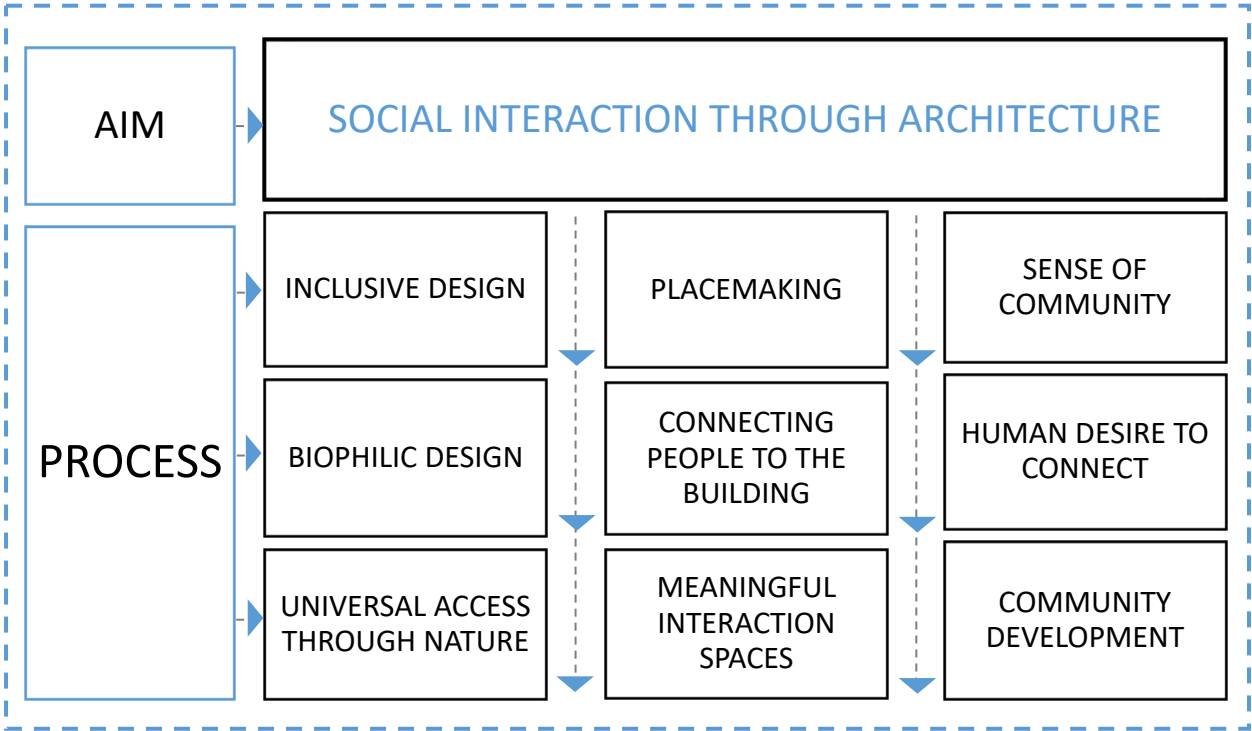 AIM
SOCIAL INTERACTION THROUGH ARCHITECTURE
PROCESS
INCLUSIVE DESIGN
PLACEMAKING
SENSE OF
COMMUNITY
BIOPHILIC DESIGN
CONNECTING
PEOPLE TO THE
BUILDING
HUMAN DESIRE TO
CONNECT
UNIVERSAL ACCESS
THROUGH NATURE
MEANINGFUL
INTERACTION
SPACES
COMMUNITY
DEVELOPMENT